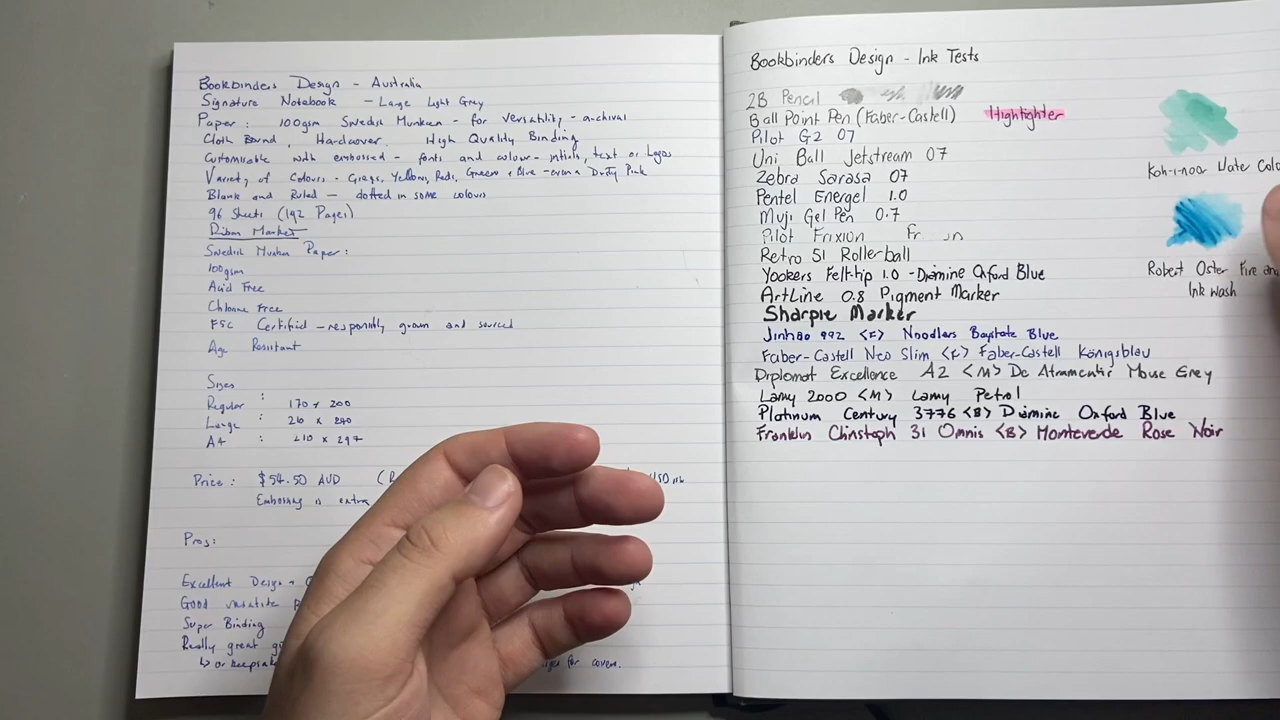 Bookbinders Design - Australia
Signature Notebook - Large Light Grey
Paper: 100gsm Swedish Munken - for versatility - archival
Cloth Bound, Hardcover. High Quality Binding
Customisable with embossed - fonts and colour - initials, text or logos
Variety of Colours - Greys, Yellows, Reds, Greens + Blue - even a Dusty Pink
Blank and Ruled - dotted in some colours
96 Sheets (192 Pages)
Ribon Marker
Swedish Munken Paper:
100gsm
Acid Free
Chlorine Free
FSC Certified - responsibly grown and sourced
Age Resistant
Sizes
Regular : 170 x 200
Large : 210 x 240
A4 : 210 x 297
Price: $54.50 AUD
Embossing is extra
Pros:
Excellent Design
Good versatile
Super Binding
Really great
or keepsake for covers.
Bookbinders Design - Ink Tests
2B Pencil
Ball Point Pen (Faber-Castell) Highlighter
Pilot G2 07
Uni Ball Jetstream 07
Zebra Sarasa 07
Pentel Energel 1.0
Muji Gel Pen 0.7
Pilot Frixion Fr on
Retro 51 Rollerball
Yookers Felt-tip 1.0 - Diamine Oxford Blue
ArtLine 0.8 Pigment Marker
Sharpie Marker
Jinhao 992 <F> Noodlers Baystate Blue
Faber-Castell Neo Slim <F> Faber-Castell Königsblau
Diplomat Excellence A2 <M> De Atramentis Mouse Grey
Lamy 2000 <M> Lamy Petrol
Platinum Century 3776 <B> Diamine Oxford Blue
Franklin Christoph 31 Omnis <B> Monteverde Rose Noir
Koh-i-noor Water Colo
Robert Oster Fire and
Ink wash